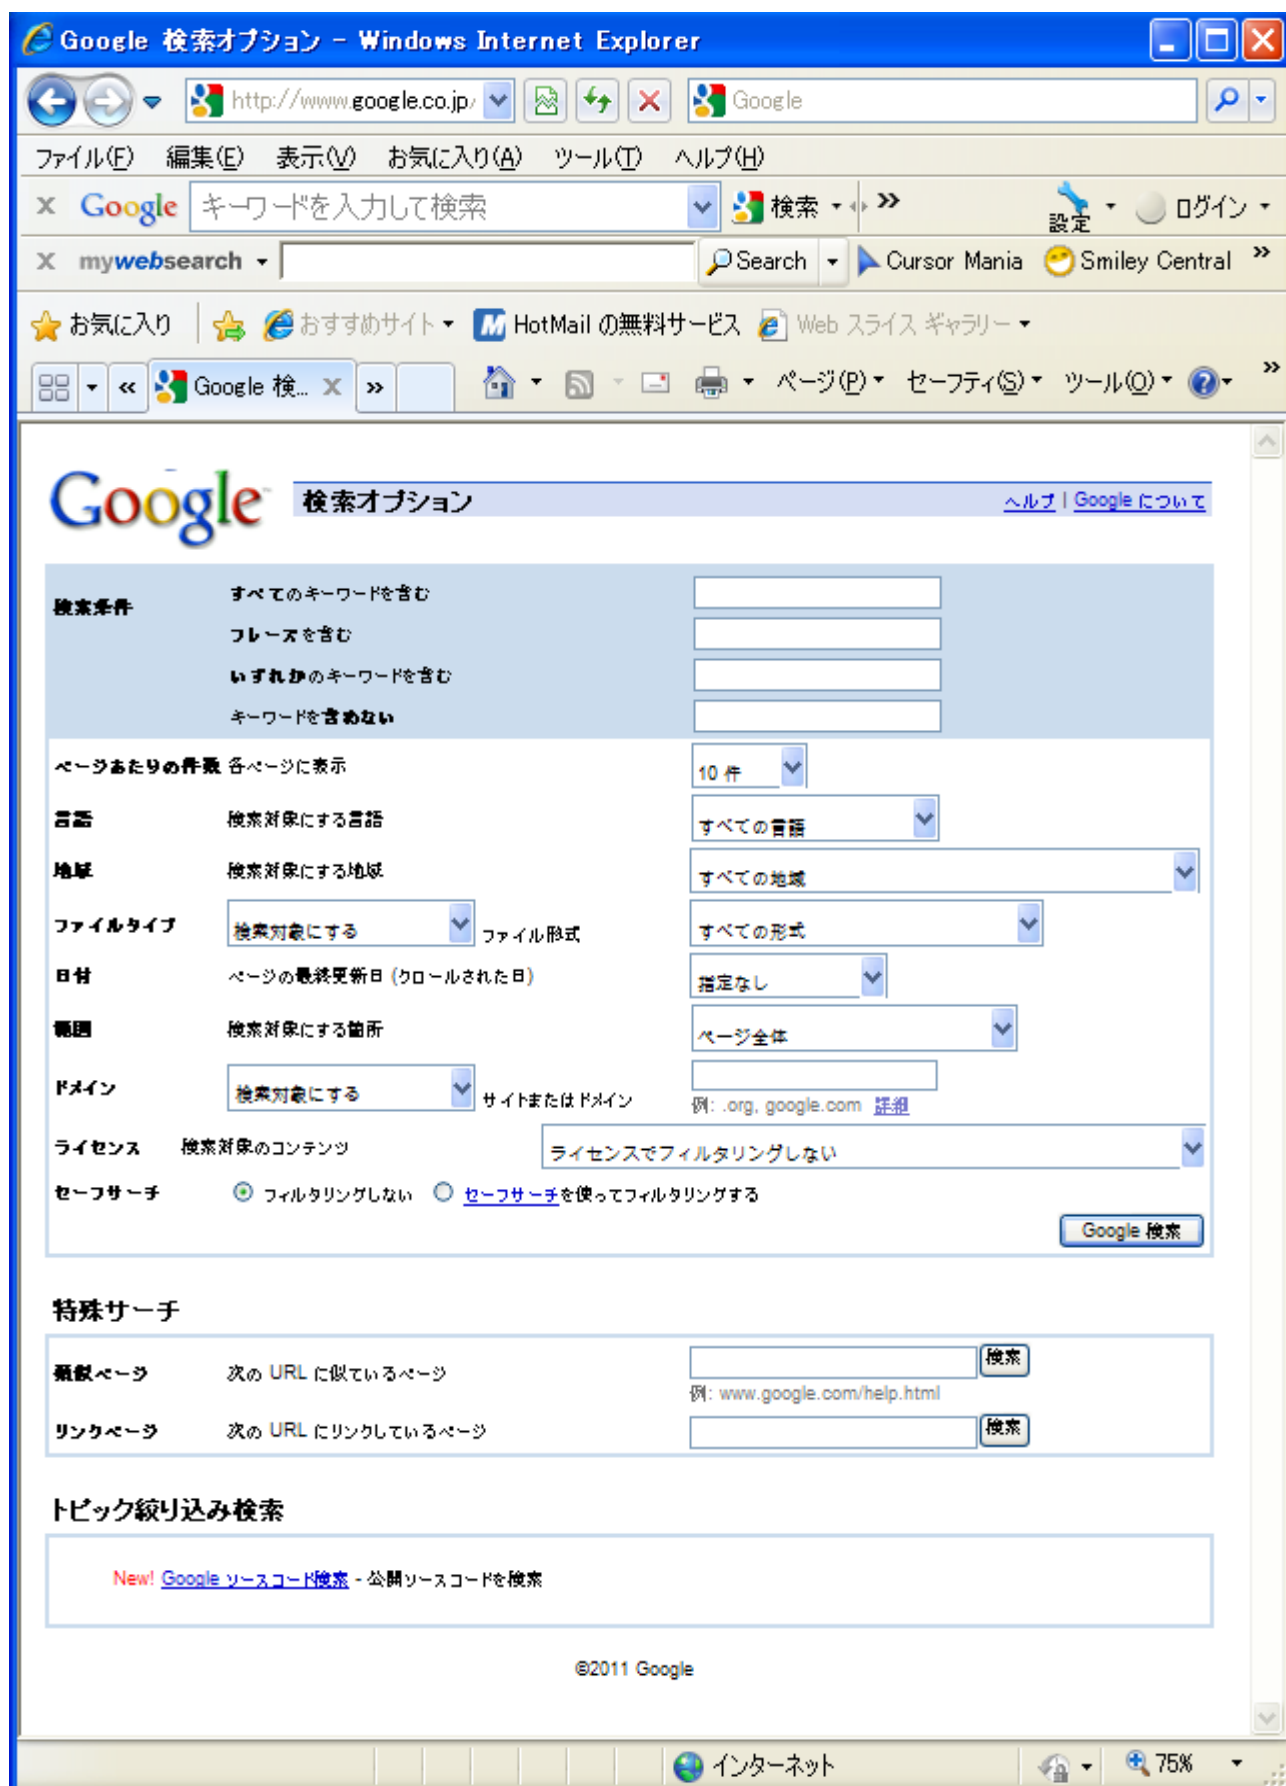 Google 検索オプション - Windows Internet Explorer
http://www.google.co.jp/ Google
ファイル(F) 編集(E) 表示(V) お気に入り(A) ツール(T) ヘルプ(H)
x Google キーワードを入力して検索 検索 » 設定 ログイン
x mywebsearch Search Cursor Mania Smiley Central »
お気に入り おすすめサイト HotMail の無料サービス Web スライス ギャラリー
« Google 検... x » ページ(P) セーフティ(S) ツール(O) »
Google 検索オプション ヘルプ | Google について
検索条件 すべてのキーワードを含む
フレーズを含む
いずれかのキーワードを含む
キーワードを含めない
ページあたりの件数 各ページに表示 10 件
言語 検索対象にする言語 すべての言語
地域 検索対象にする地域 すべての地域
ファイルタイプ 検索対象にする ファイル形式 すべての形式
日付 ページの最終更新日 (クロールされた日) 指定なし
範囲 検索対象にする箇所 ページ全体
ドメイン 検索対象にする サイトまたはドメイン
例: .org, google.com 詳細
ライセンス 検索対象のコンテンツ ライセンスでフィルタリングしない
セーフサーチ フィルタリングしない セーフサーチを使ってフィルタリングする
Google 検索
特殊サーチ
類似ページ 次の URL に似ているページ 検索
例: www.google.com/help.html
リンクページ 次の URL にリンクしているページ 検索
トピック絞り込み検索
New! Google ソースコード検索 - 公開ソースコードを検索
©2011 Google
インターネット 75%